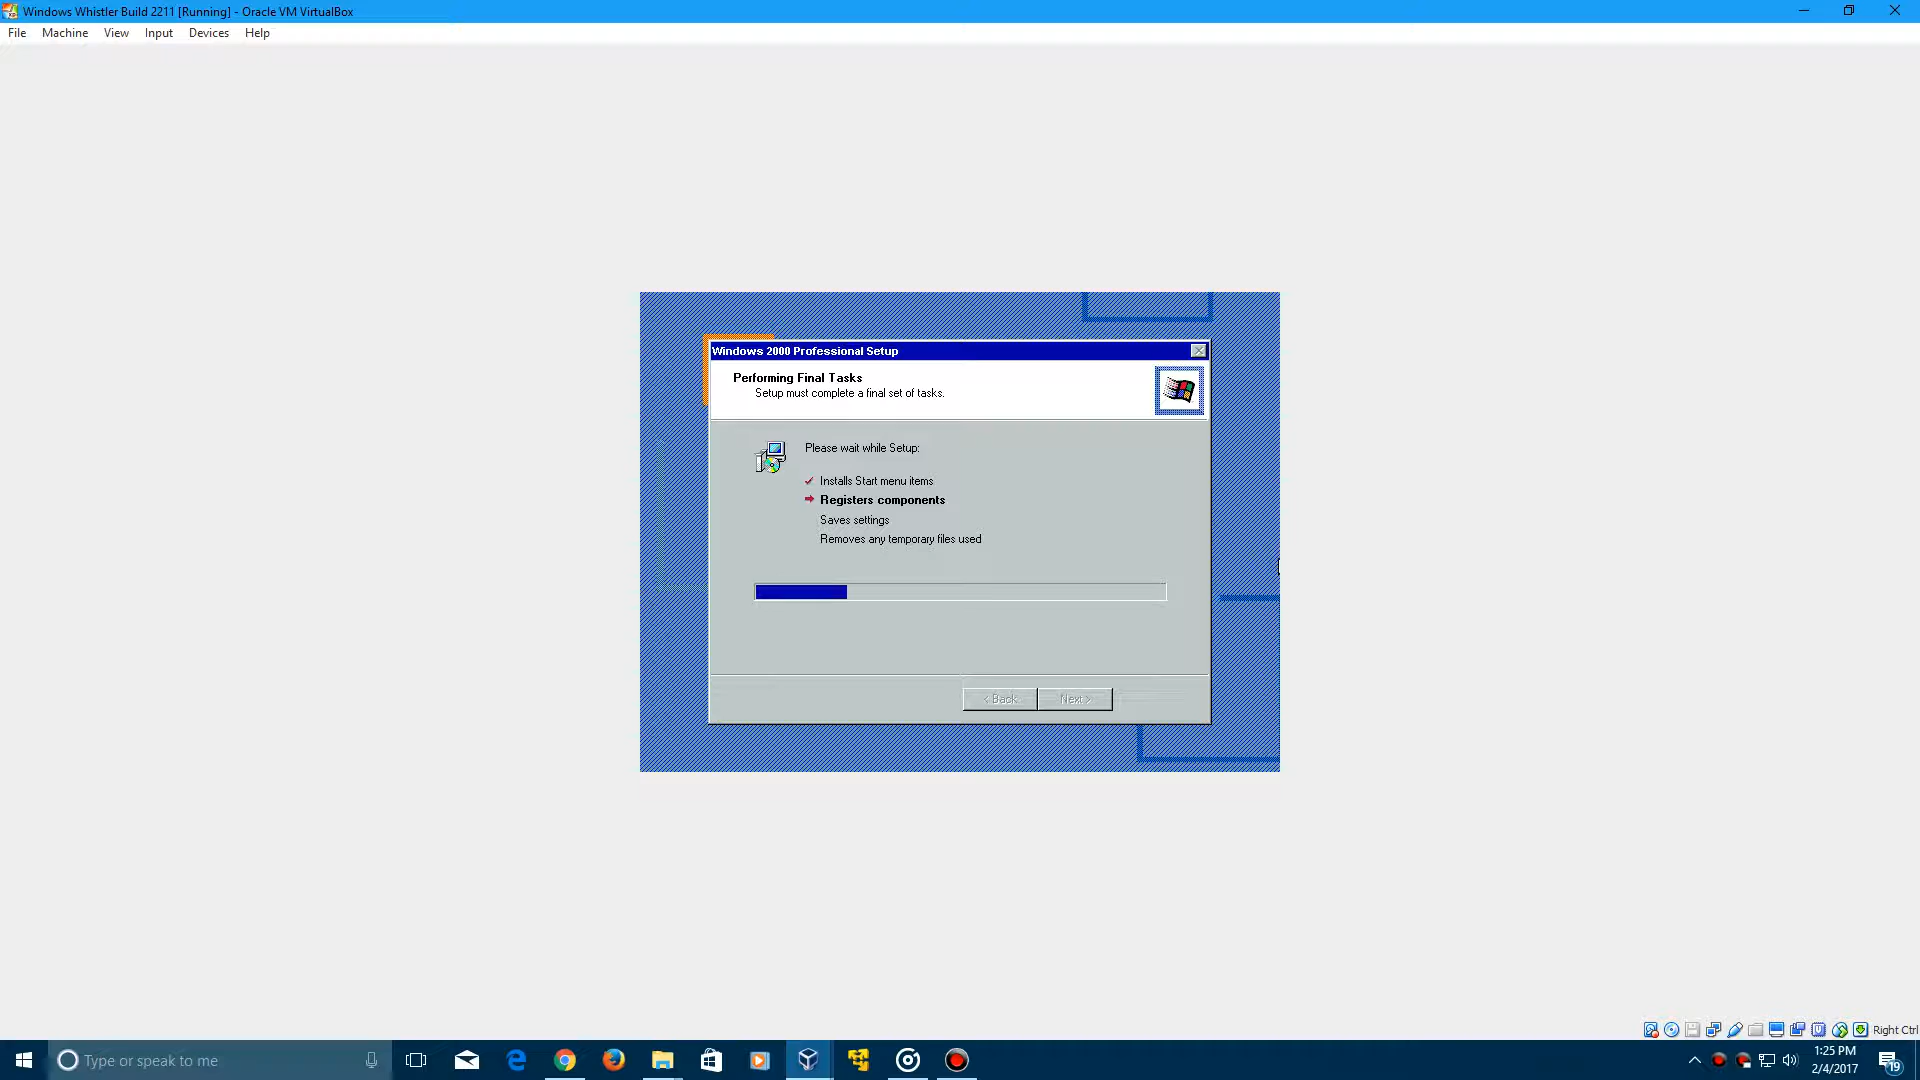 Windows Whistler Build 2211 [Running] - Oracle VM VirtualBox
File Machine View Input Devices Help
Windows 2000 Professional Setup
Performing Final Tasks
Setup must complete a final set of tasks.
Please wait while Setup:
Installs Start menu items
Registers components
Saves settings
Removes any temporary files used
< Back Next >
Right Ctrl
Type or speak to me
1:25 PM
2/4/2017
19